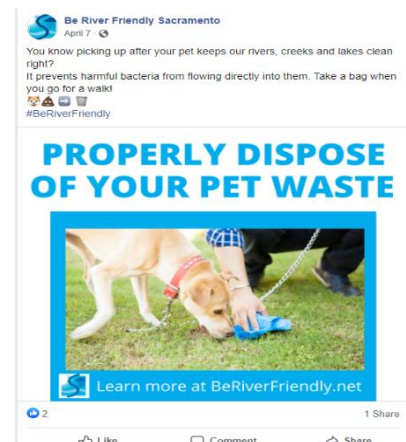 Be River Friendly Sacramento
April 7 ·
You know picking up after your pet keeps our rivers, creeks and lakes clean
right?
It prevents harmful bacteria from flowing directly into them. Take a bag when
you go for a walk!
🐶💩➡️🗑️
#BeRiverFriendly
PROPERLY DISPOSE
OF YOUR PET WASTE
Learn more at BeRiverFriendly.net
2 1 Share
Like Comment Share